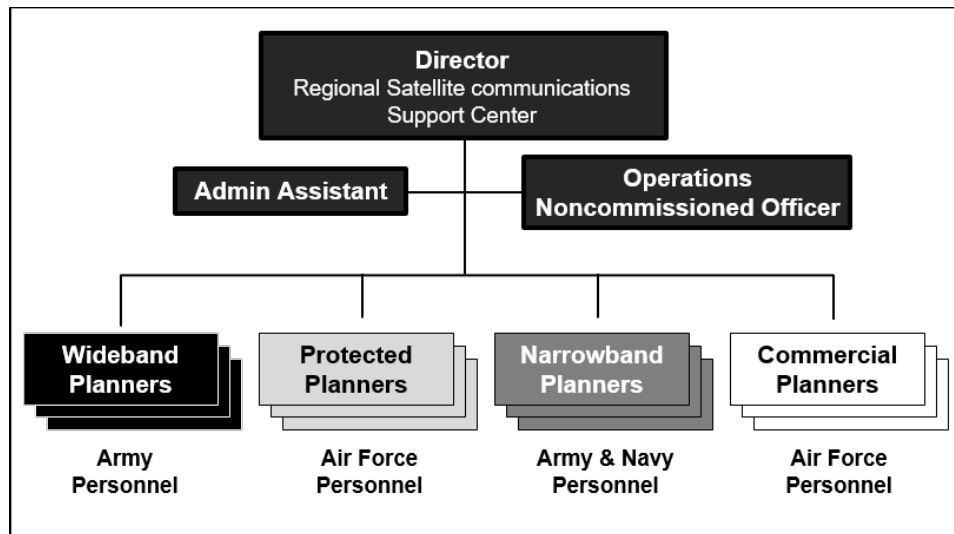 Director
Regional Satellite communications
Support Center
Admin Assistant
Operations
Noncommissioned Officer
Wideband
Planners
Protected
Planners
Narrowband
Planners
Commercial
Planners
Army
Personnel
Air Force
Personnel
Army & Navy
Personnel
Air Force
Personnel